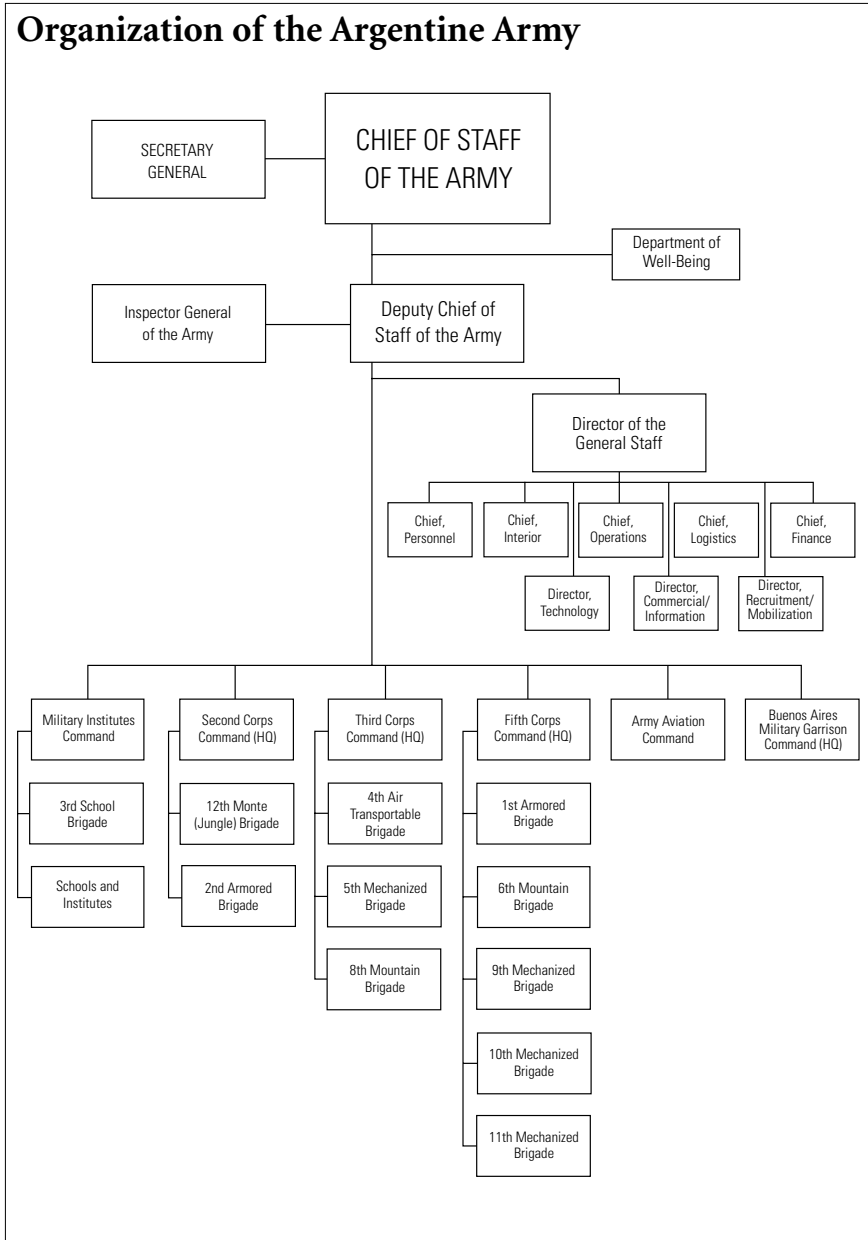 Organization of the Argentine Army
CHIEF OF STAFF
OF THE ARMY
SECRETARY
GENERAL
Department of
Well-Being
Inspector General
of the Army
Deputy Chief of
Staff of the Army
Director of the
General Staff
Chief,
Personnel
Chief,
Interior
Chief,
Operations
Chief,
Logistics
Chief,
Finance
Director,
Technology
Director,
Commercial/
Information
Director,
Recruitment/
Mobilization
Military Institutes
Command
3rd School
Brigade
Schools and
Institutes
Second Corps
Command (HQ)
12th Monte
(Jungle) Brigade
2nd Armored
Brigade
Third Corps
Command (HQ)
4th Air
Transportable
Brigade
5th Mechanized
Brigade
8th Mountain
Brigade
Fifth Corps
Command (HQ)
1st Armored
Brigade
6th Mountain
Brigade
9th Mechanized
Brigade
10th Mechanized
Brigade
11th Mechanized
Brigade
Army Aviation
Command
Buenos Aires
Military Garrison
Command (HQ)